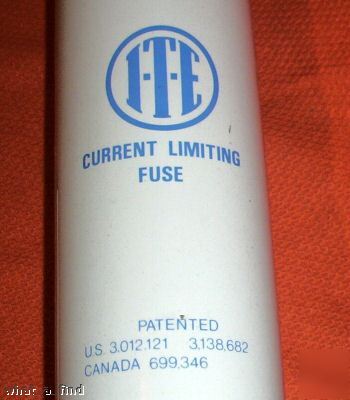 I-T-E
CURRENT LIMITING
FUSE
PATENTED
U.S. 3.012.121 3.138.682
CANADA 699.346
what a find